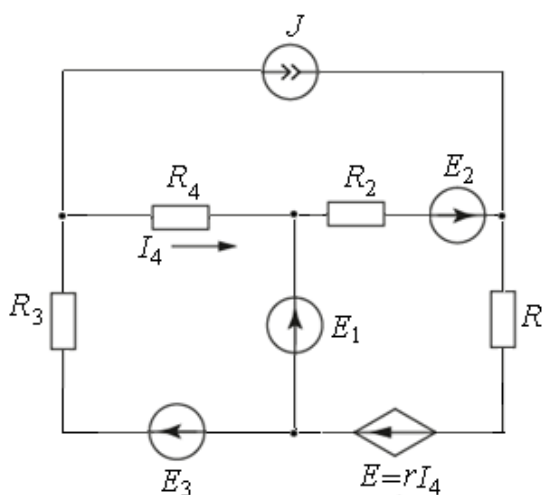 J
R₄
R₂
E₂
I₄
R₃
E₁
R
E₃
E=rI₄